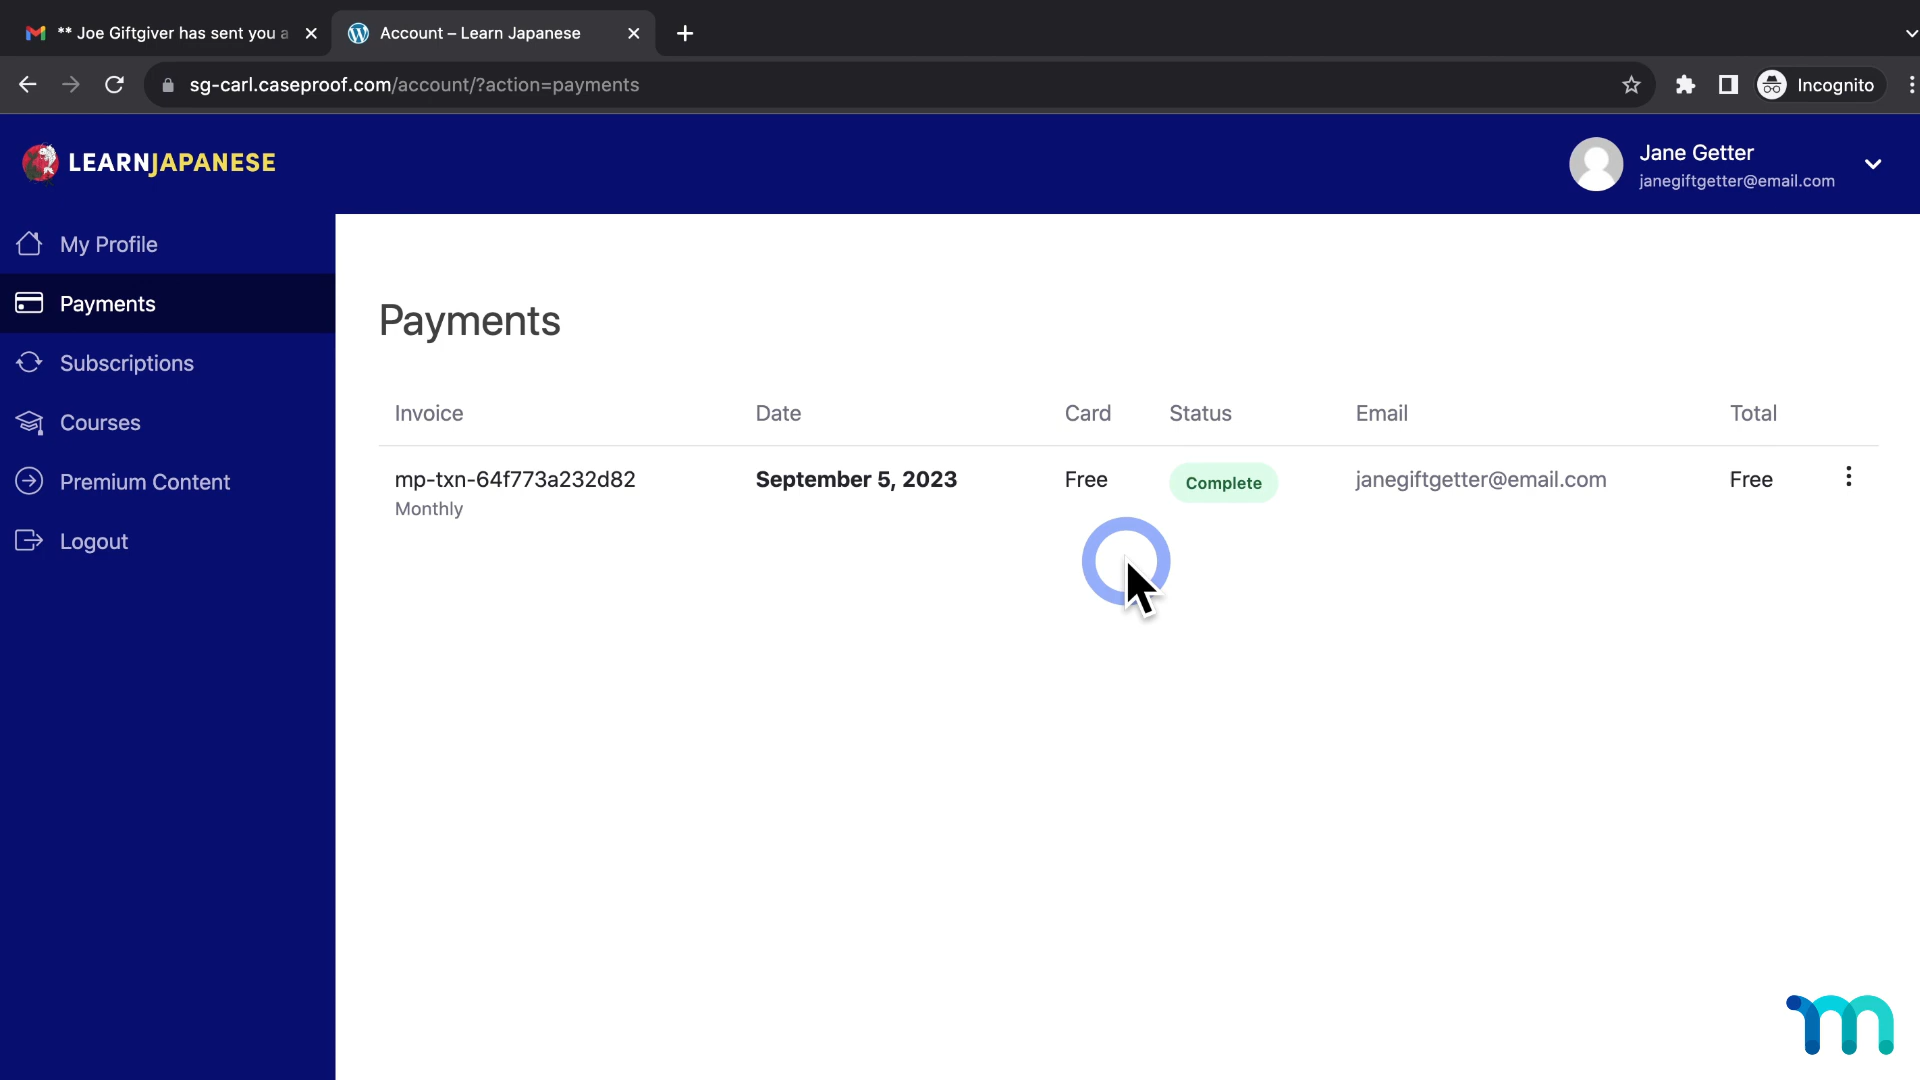 ** Joe Giftgiver has sent you a
Account – Learn Japanese
sg-carl.caseproof.com/account/?action=payments
Incognito
LEARNJAPANESE
Jane Getter
janegiftgetter@email.com
My Profile
Payments
Subscriptions
Courses
Premium Content
Logout
Payments
Invoice Date Card Status Email Total
mp-txn-64f773a232d82 September 5, 2023 Free Complete janegiftgetter@email.com Free
Monthly